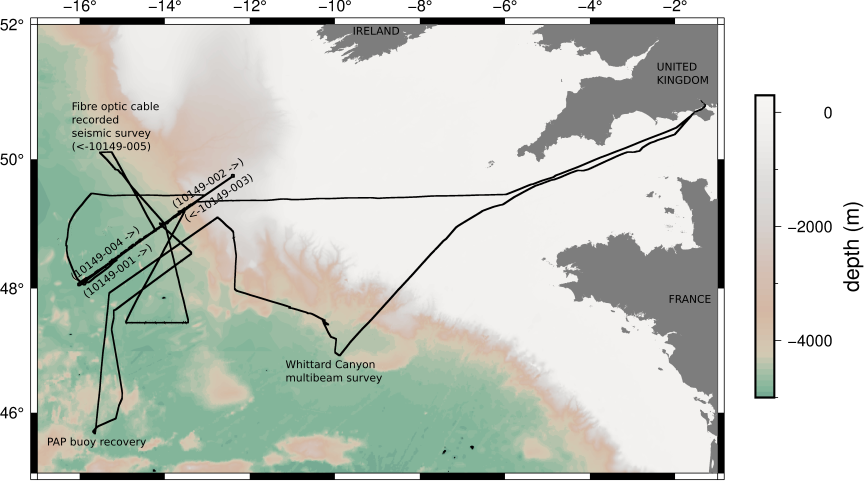 −16° −14° −12° −10° −8° −6° −4° −2°
52°
50°
48°
46°
IRELAND
UNITED
KINGDOM
FRANCE
Fibre optic cable
recorded
seismic survey
(<-10149-005)
(10149-002 ->)
(<-10149-003)
(10149-004 ->)
(10149-001 ->)
Whittard Canyon
multibeam survey
PAP buoy recovery
0
−2000
−4000
depth (m)